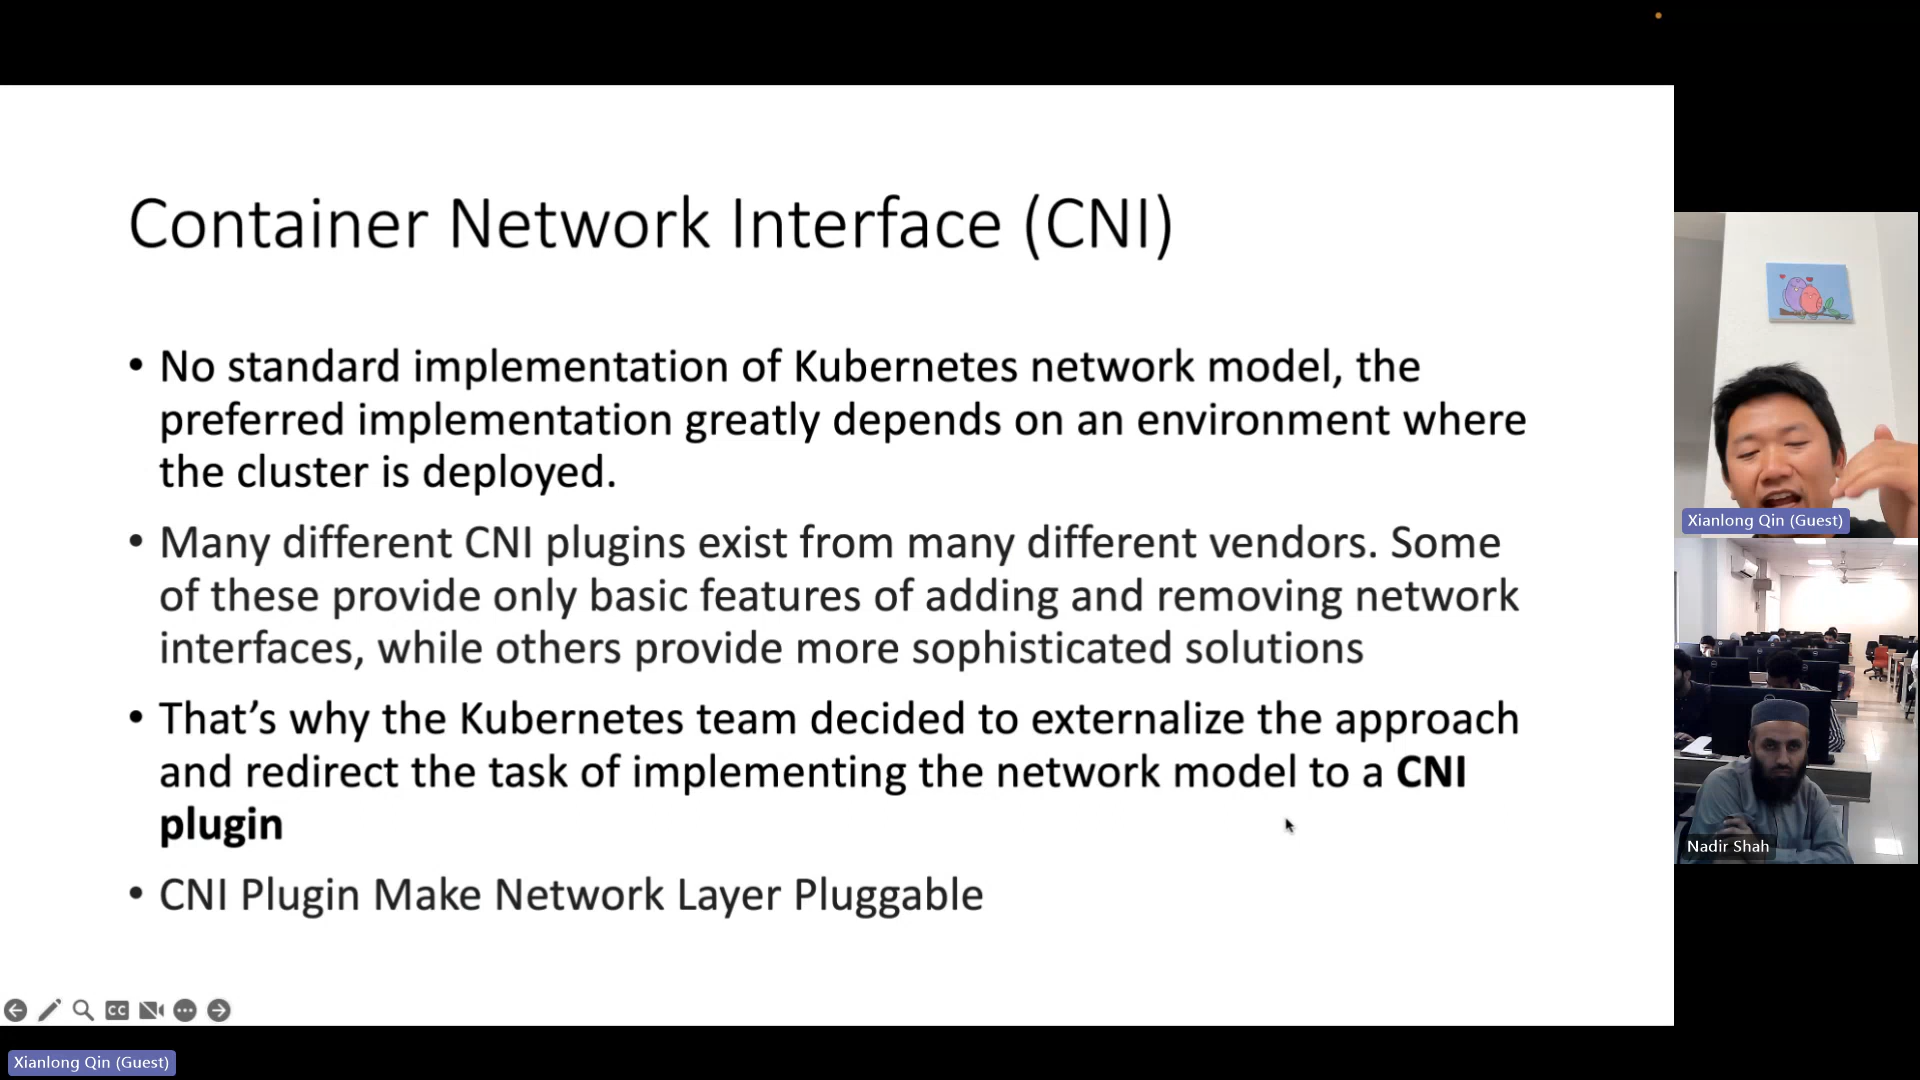 Container Network Interface (CNI)
• No standard implementation of Kubernetes network model, the
preferred implementation greatly depends on an environment where
the cluster is deployed.
• Many different CNI plugins exist from many different vendors. Some
of these provide only basic features of adding and removing network
interfaces, while others provide more sophisticated solutions
• That’s why the Kubernetes team decided to externalize the approach
and redirect the task of implementing the network model to a CNI
plugin
• CNI Plugin Make Network Layer Pluggable
CC
Xianlong Qin (Guest)
Xianlong Qin (Guest)
Nadir Shah